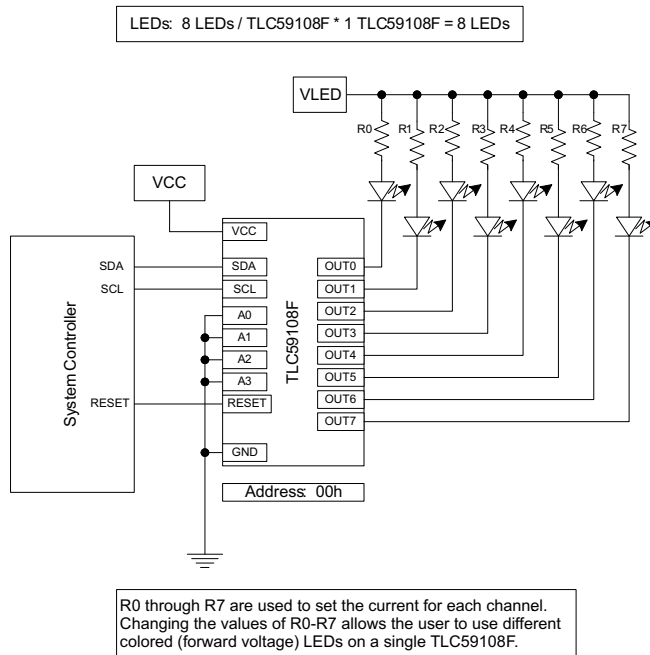 LEDs: 8 LEDs / TLC59108F * 1 TLC59108F = 8 LEDs
VLED
R0
R1
R2
R3
R4
R5
R6
R7
VCC
System Controller
SDA
SCL
RESET
TLC59108F
VCC
SDA
SCL
A0
A1
A2
A3
RESET
GND
OUT0
OUT1
OUT2
OUT3
OUT4
OUT5
OUT6
OUT7
Address: 00h
R0 through R7 are used to set the current for each channel.
Changing the values of R0-R7 allows the user to use different
colored (forward voltage) LEDs on a single TLC59108F.